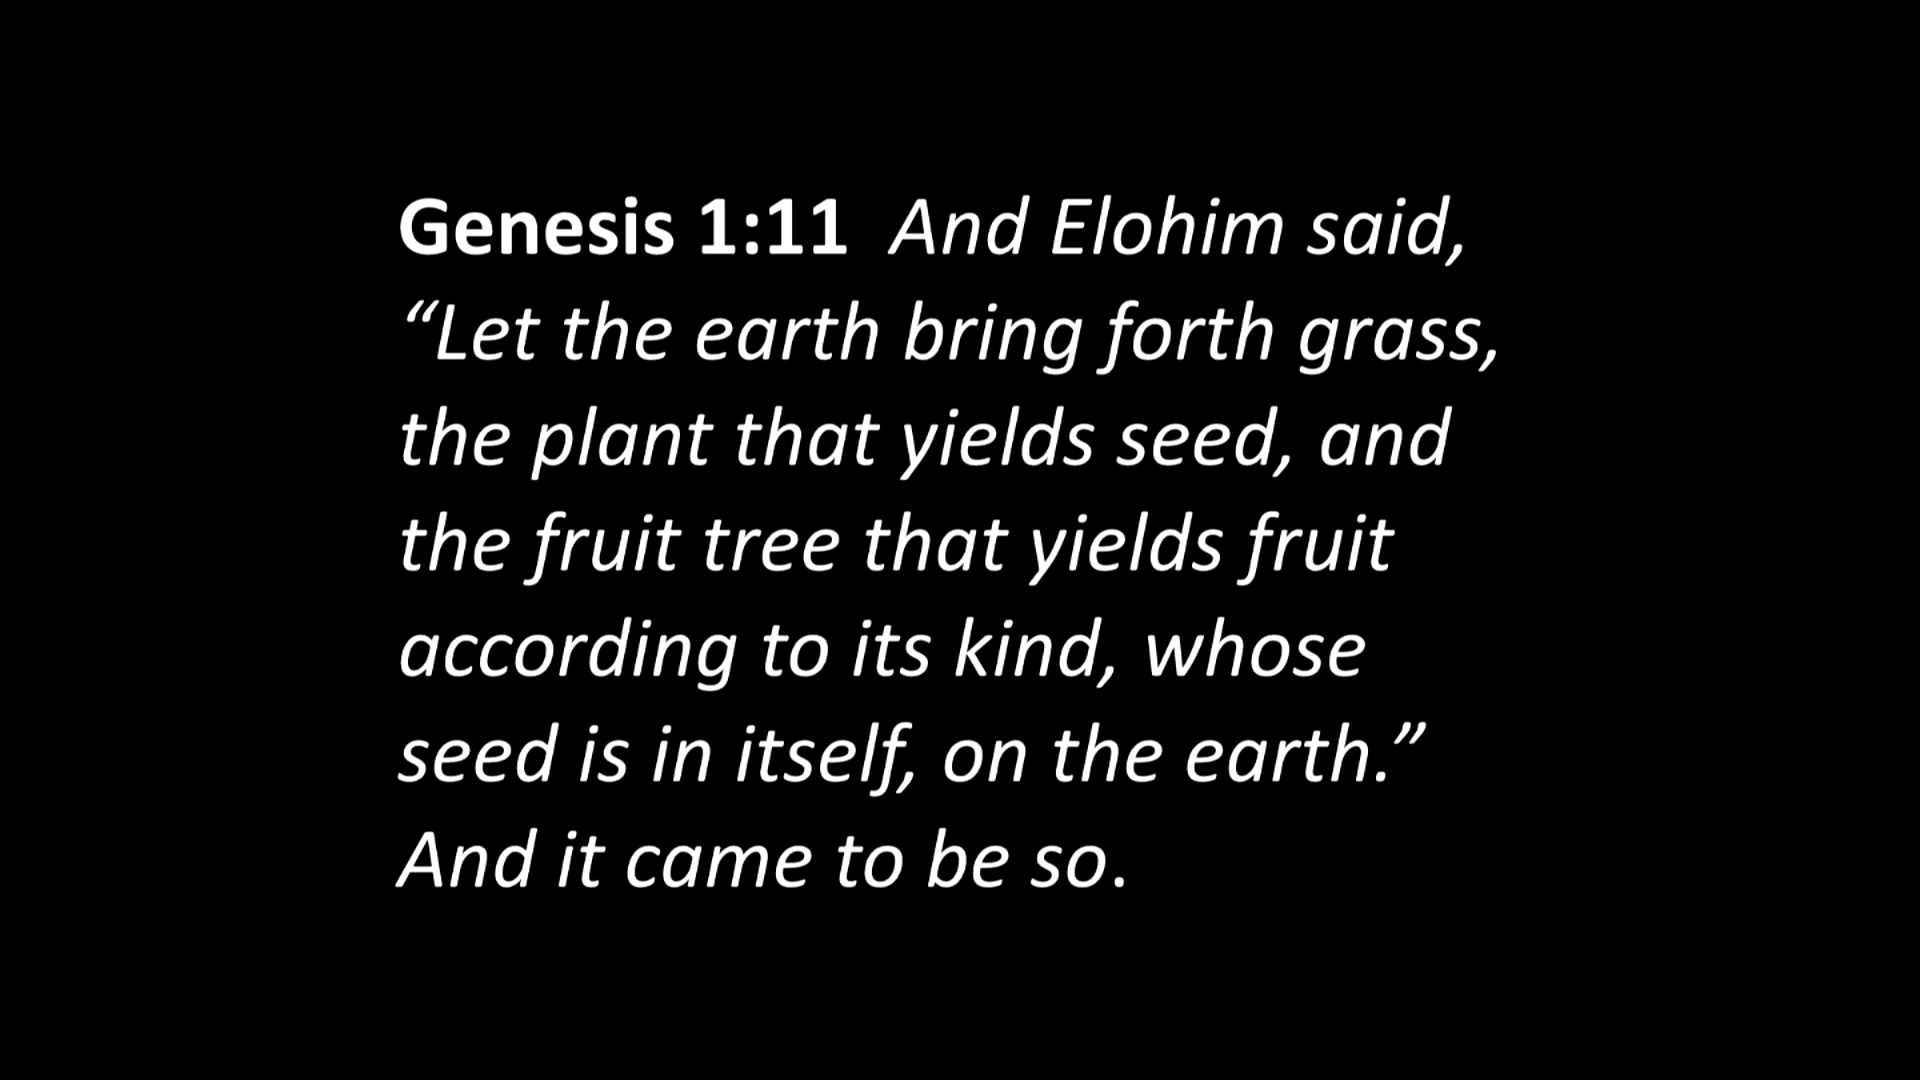 Genesis 1:11 And Elohim said,
“Let the earth bring forth grass,
the plant that yields seed, and
the fruit tree that yields fruit
according to its kind, whose
seed is in itself, on the earth.”
And it came to be so.